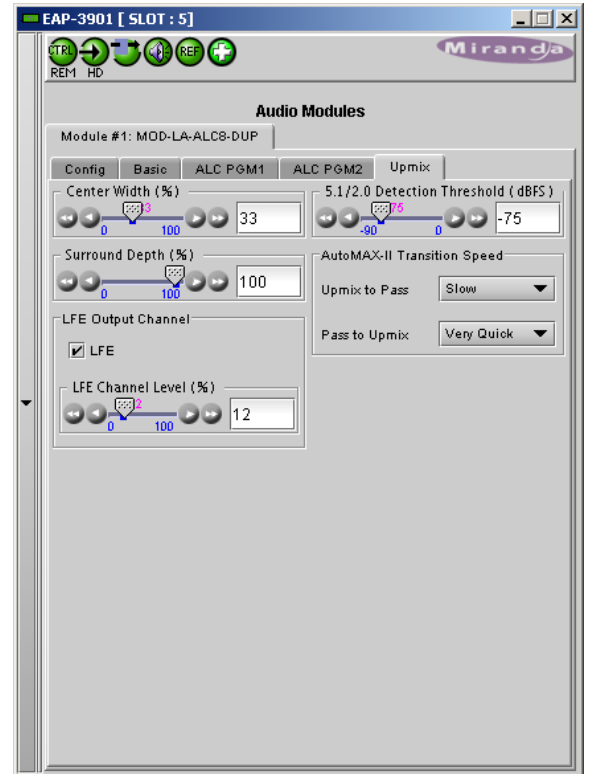 EAP-3901 [ SLOT : 5]
CTRL
REF
REM HD
Miranda
Audio Modules
Module #1: MOD-LA-ALC8-DUP
Config Basic ALC PGM1 ALC PGM2 Upmix
Center Width (%)
33
0 100
5.1/2.0 Detection Threshold ( dBFS )
75
-75
-90 0
Surround Depth (%)
100
0 100
AutoMAX-II Transition Speed
Upmix to Pass Slow
Pass to Upmix Very Quick
LFE Output Channel
LFE
LFE Channel Level (%)
2
12
0 100